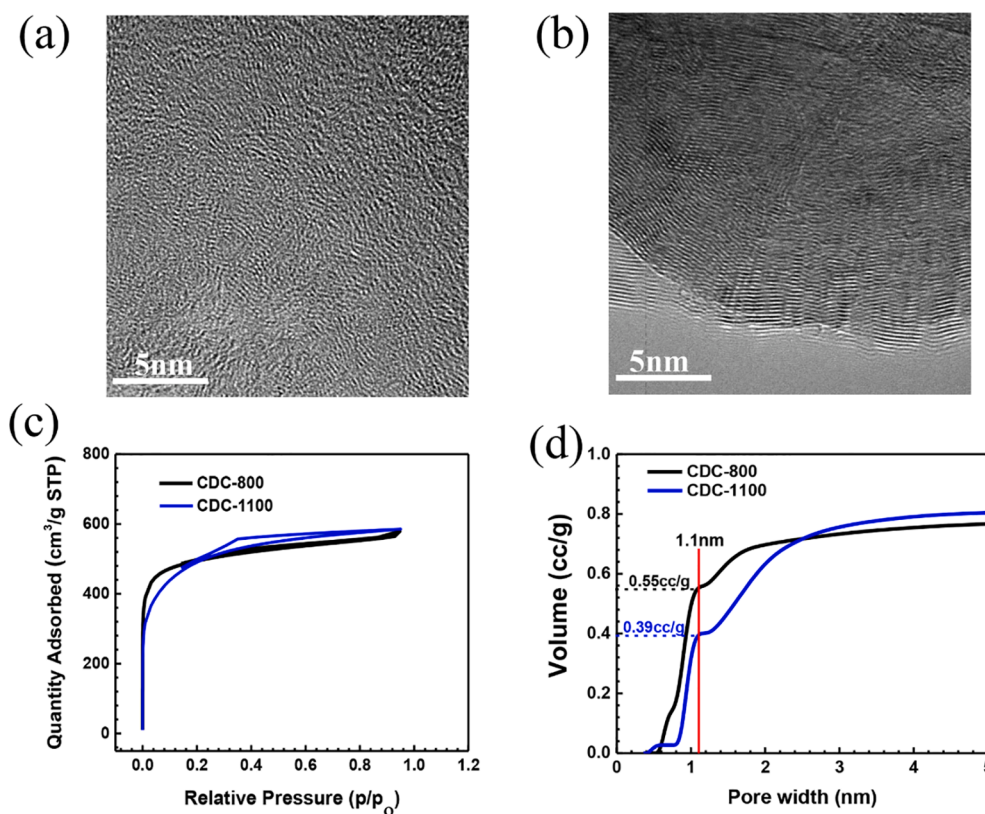 (a)
(b)
5nm
5nm
(c)
800
600
400
200
0
Quantity Adsorbed (cm³/g STP)
CDC-800
CDC-1100
0.0 0.2 0.4 0.6 0.8 1.0 1.2
Relative Pressure (p/p₀)
(d)
1.0
0.8
0.6
0.4
0.2
0.0
Volume (cc/g)
CDC-800
CDC-1100
1.1nm
0.55cc/g
0.39cc/g
0 1 2 3 4 5
Pore width (nm)